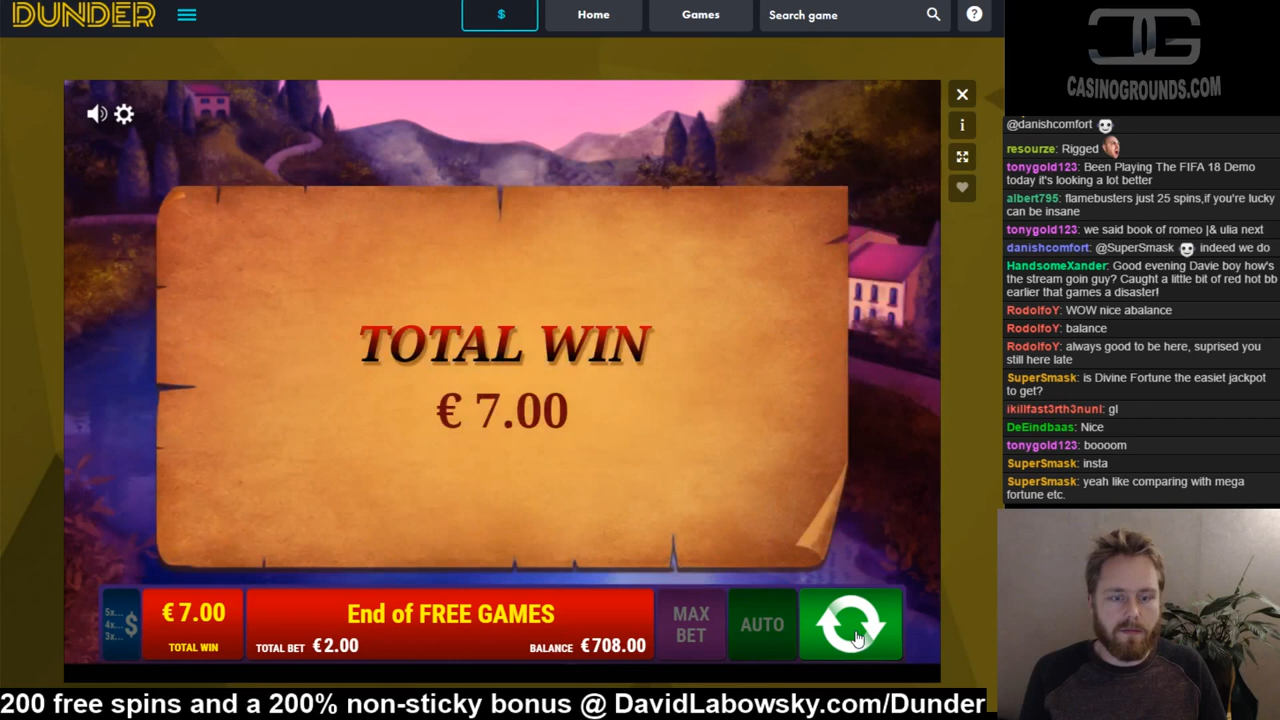 DUNDER
$
Home
Games
Search game
?
CG
CASINOGROUNDS.COM
i
TOTAL WIN
€ 7.00
5x...
4x...
3x...
$
€ 7.00
TOTAL WIN
End of FREE GAMES
TOTAL BET €2.00
BALANCE €708.00
MAX
BET
AUTO
@danishcomfort
resourze: Rigged
tonygold123: Been Playing The FIFA 18 Demo
today it's looking a lot better
albert795: flamebusters just 25 spins,if you're lucky
can be insane
tonygold123: we said book of romeo |& ulia next
danishcomfort: @SuperSmask indeed we do
HandsomeXander: Good evening Davie boy how's
the stream goin guy? Caught a little bit of red hot bb
earlier that games a disaster!
RodolfoY: WOW nice abalance
RodolfoY: balance
RodolfoY: always good to be here, suprised you
still here late
SuperSmask: is Divine Fortune the easiet jackpot
to get?
ikillfast3rth3nunl: gl
DeEindbaas: Nice
tonygold123: boooom
SuperSmask: insta
SuperSmask: yeah like comparing with mega
fortune etc.
200 free spins and a 200% non-sticky bonus @ DavidLabowsky.com/Dunder